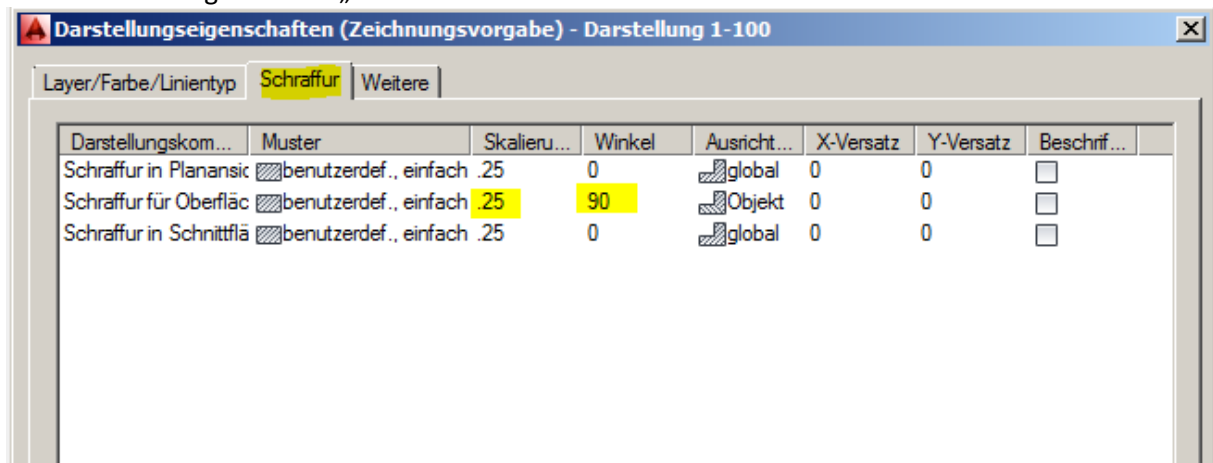 Darstellungseigenschaften (Zeichnungsvorgabe) - Darstellung 1-100
Layer/Farbe/Linientyp Schraffur Weitere
Darstellungskom... Muster Skalieru... Winkel Ausricht... X-Versatz Y-Versatz Beschrif...
Schraffur in Planansic benutzerdef., einfach .25 0 global 0 0
Schraffur für Oberfläc benutzerdef., einfach .25 90 Objekt 0 0
Schraffur in Schnittflä benutzerdef., einfach .25 0 global 0 0